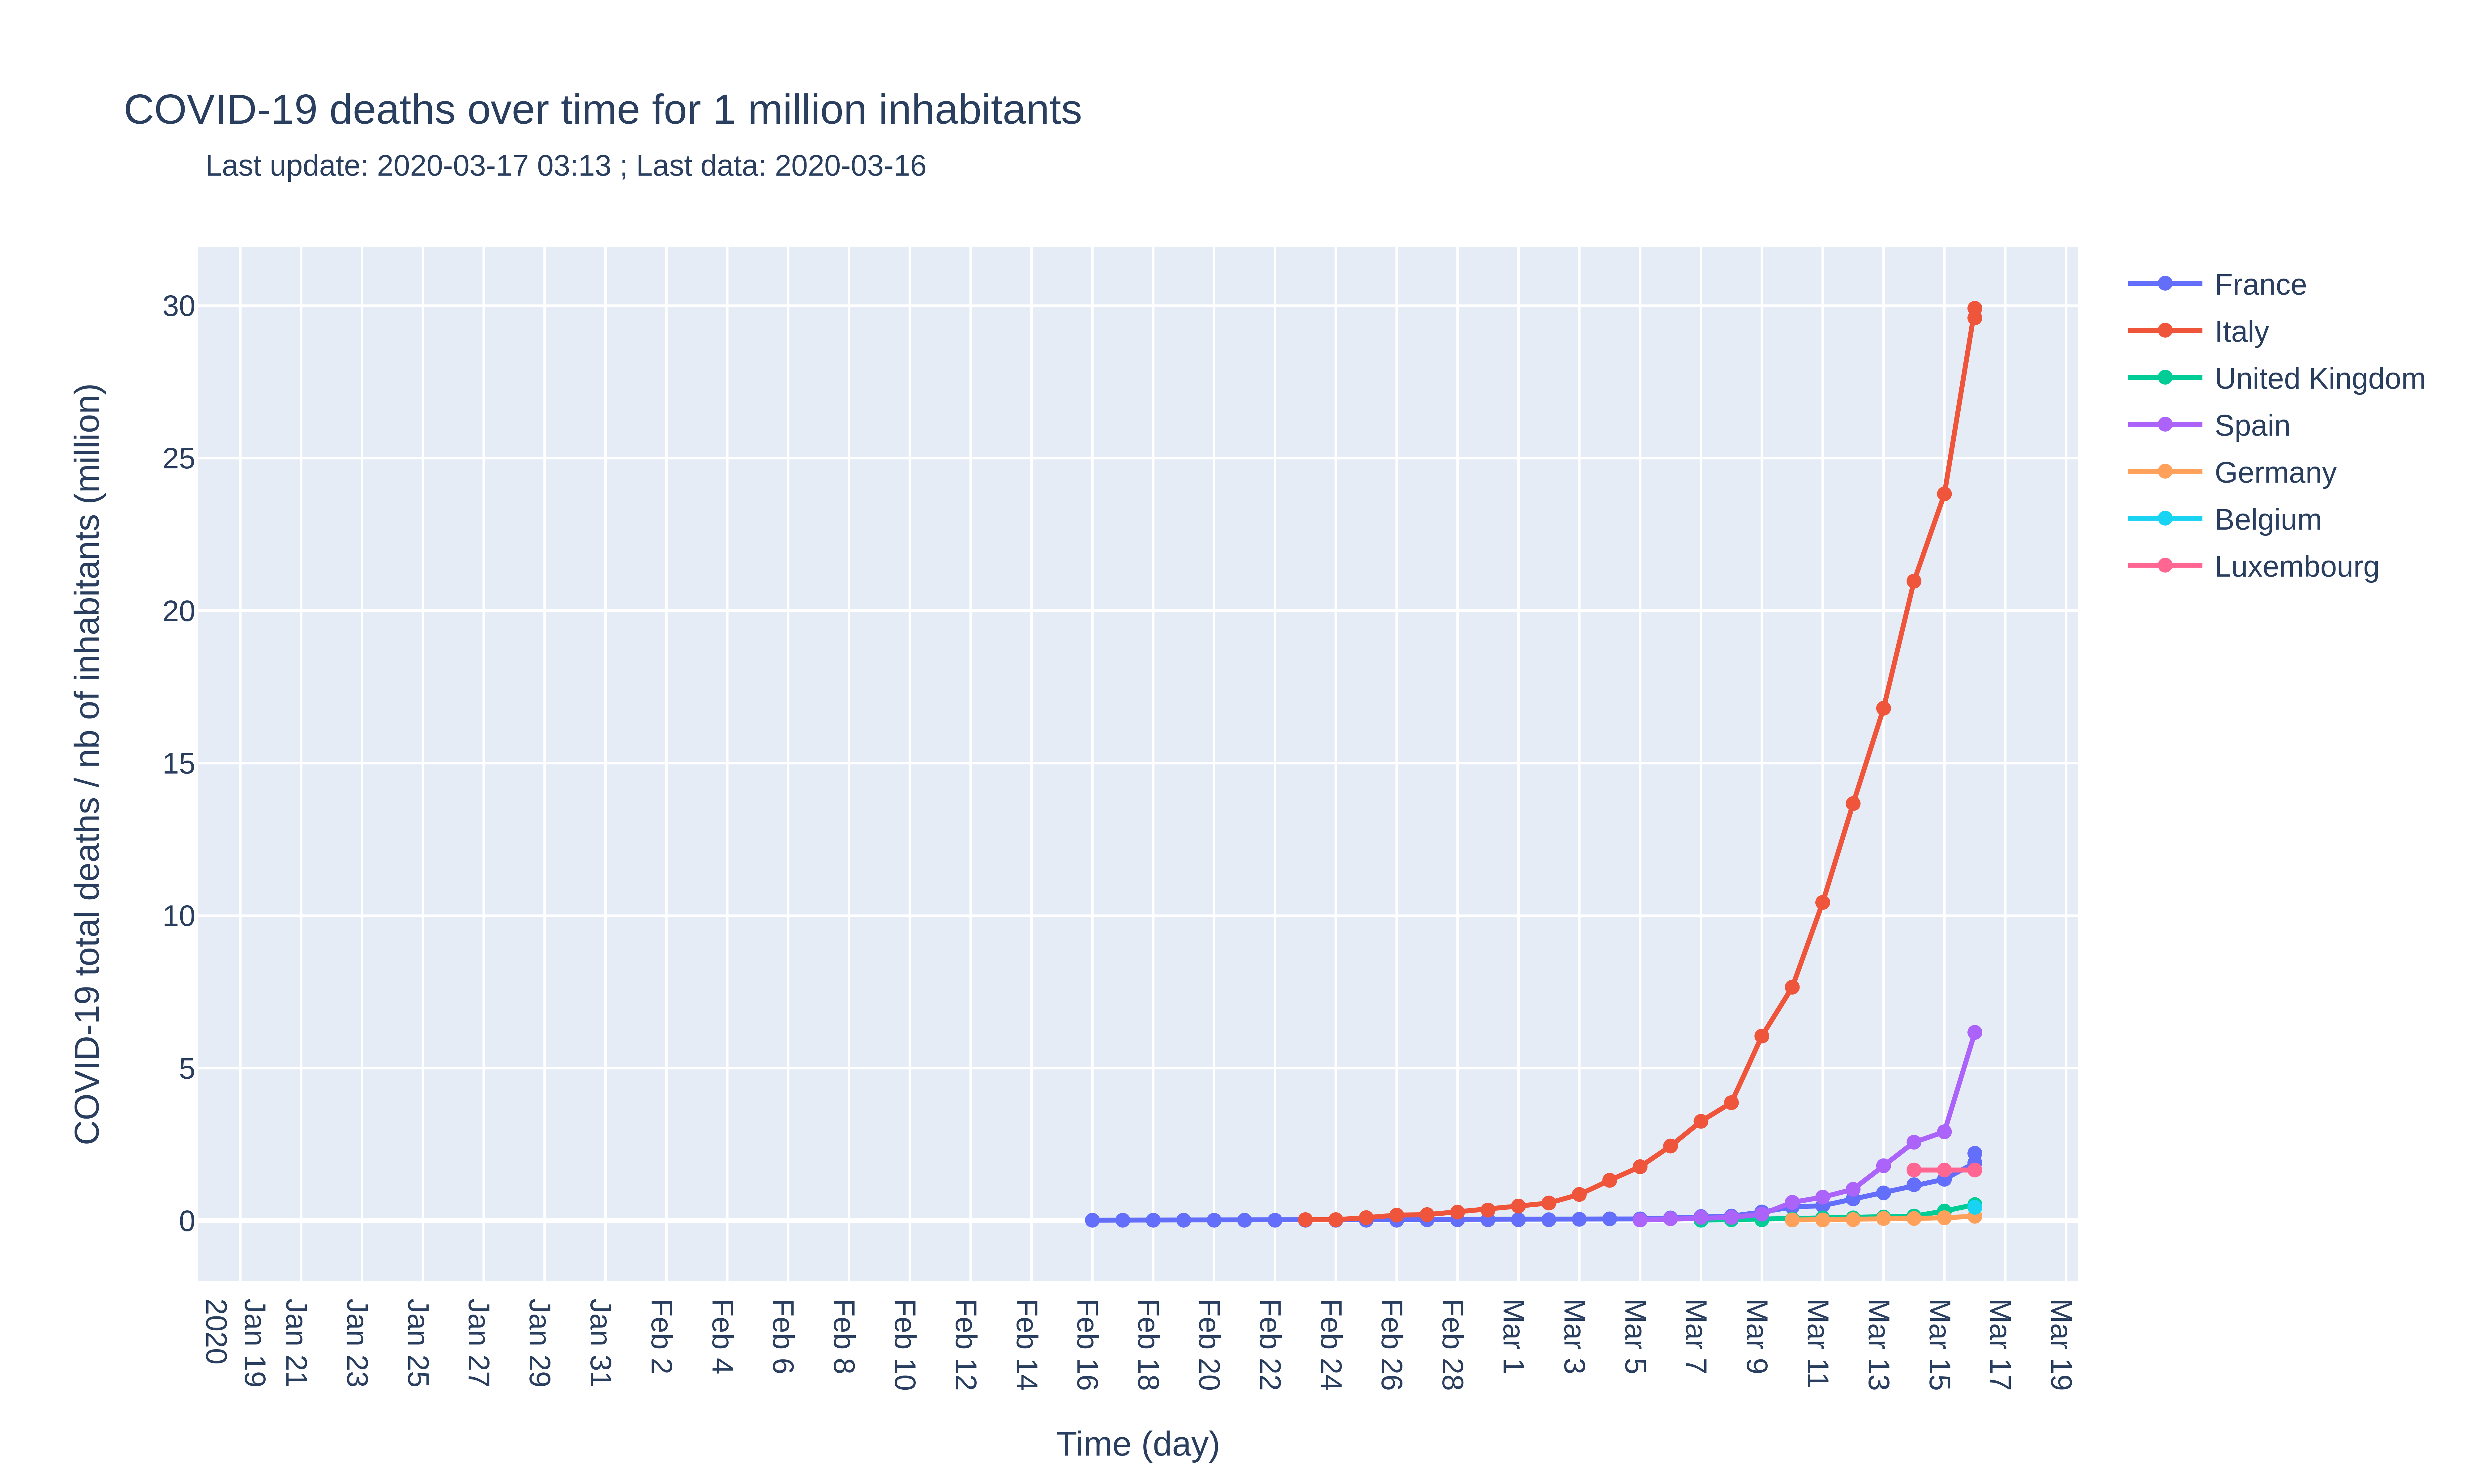 COVID-19 deaths over time for 1 million inhabitants
Last update: 2020-03-17 03:13 ; Last data: 2020-03-16
COVID-19 total deaths / nb of inhabitants (million)
30
25
20
15
10
5
0
France
Italy
United Kingdom
Spain
Germany
Belgium
Luxembourg
Jan 19
2020
Jan 21
Jan 23
Jan 25
Jan 27
Jan 29
Jan 31
Feb 2
Feb 4
Feb 6
Feb 8
Feb 10
Feb 12
Feb 14
Feb 16
Feb 18
Feb 20
Feb 22
Feb 24
Feb 26
Feb 28
Mar 1
Mar 3
Mar 5
Mar 7
Mar 9
Mar 11
Mar 13
Mar 15
Mar 17
Mar 19
Time (day)